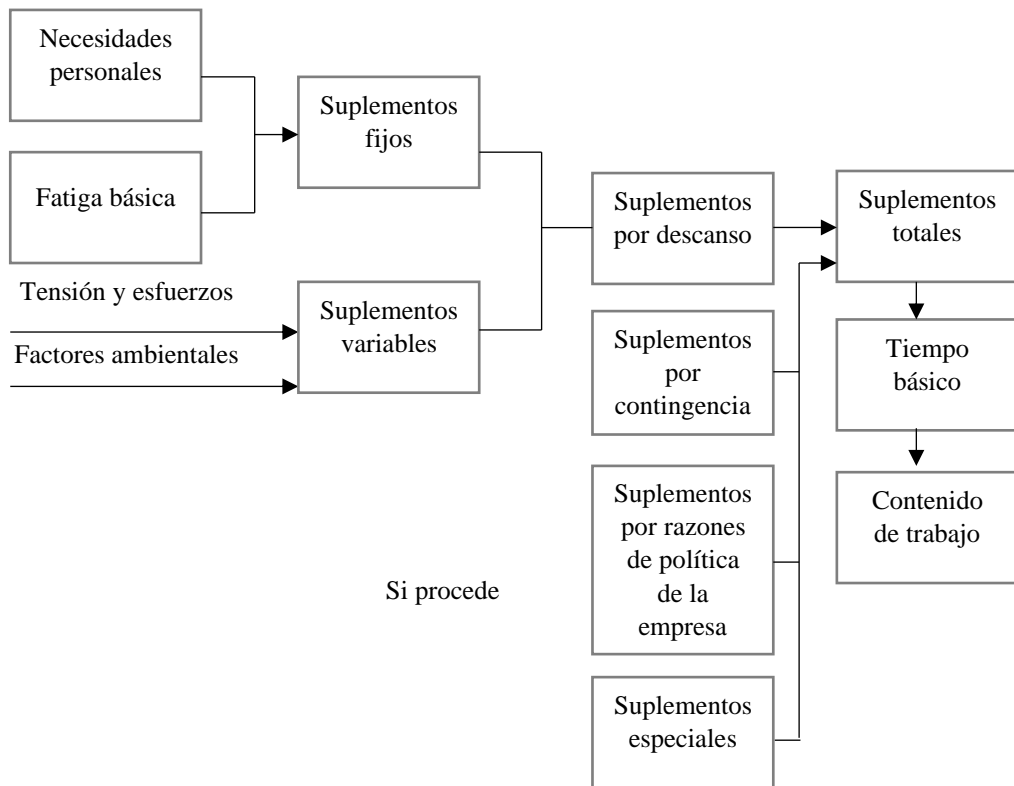 Necesidades
personales
Fatiga básica
Tensión y esfuerzos
Factores ambientales
Suplementos
fijos
Suplementos
variables
Si procede
Suplementos
por descanso
Suplementos
por
contingencia
Suplementos
por razones
de política
de la
empresa
Suplementos
especiales
Suplementos
totales
Tiempo
básico
Contenido
de trabajo